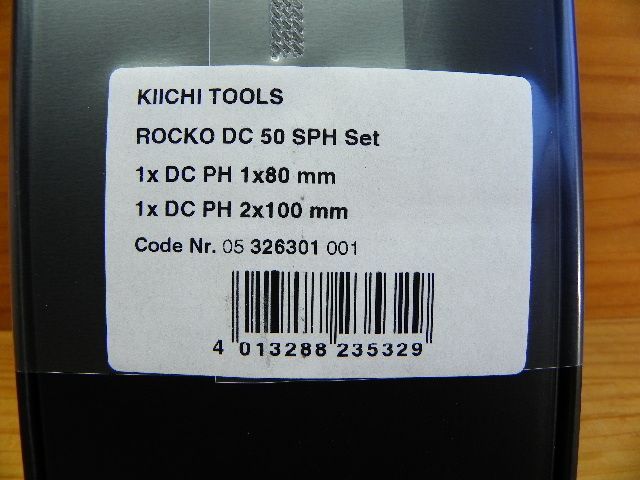 KIICHI TOOLS
ROCKO DC 50 SPH Set
1x DC PH 1x80 mm
1x DC PH 2x100 mm
Code Nr. 05 326301 001
4 013288 235329